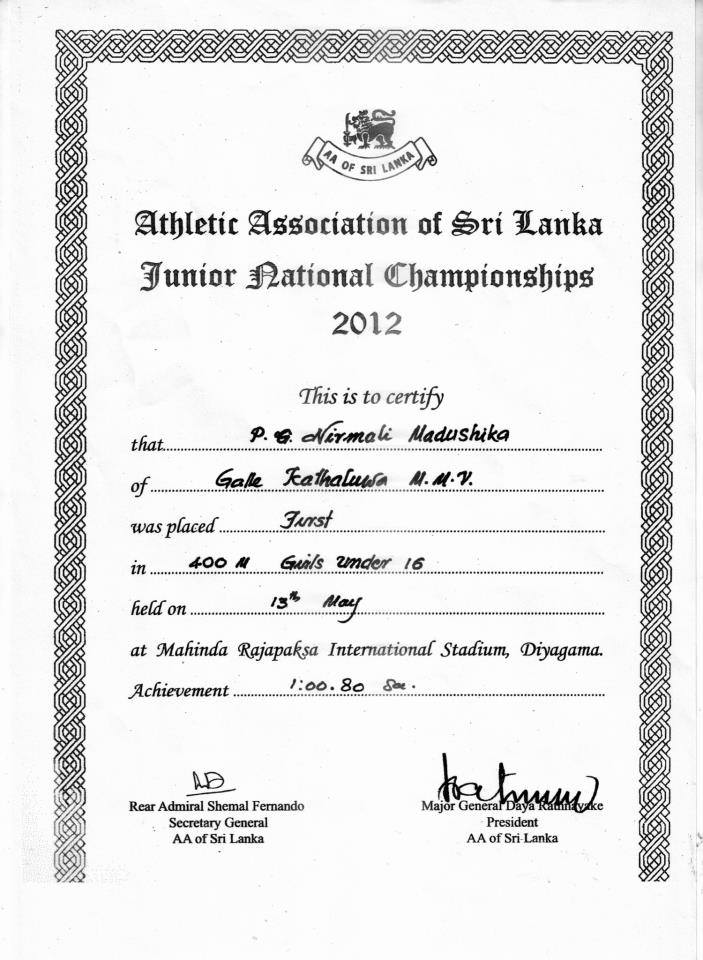 AA OF SRI LANKA
Athletic Association of Sri Lanka
Junior National Championships
2012
This is to certify
that P. G. Nirmali Madushika
of Galle Kathaluwa M.M.V.
was placed First
in 400 M Girls under 16
held on 13th May
at Mahinda Rajapaksa International Stadium, Diyagama.
Achievement 1:00.80 Sec.
Rear Admiral Shemal Fernando
Secretary General
AA of Sri Lanka
Major General Daya Rathnayake
President
AA of Sri Lanka